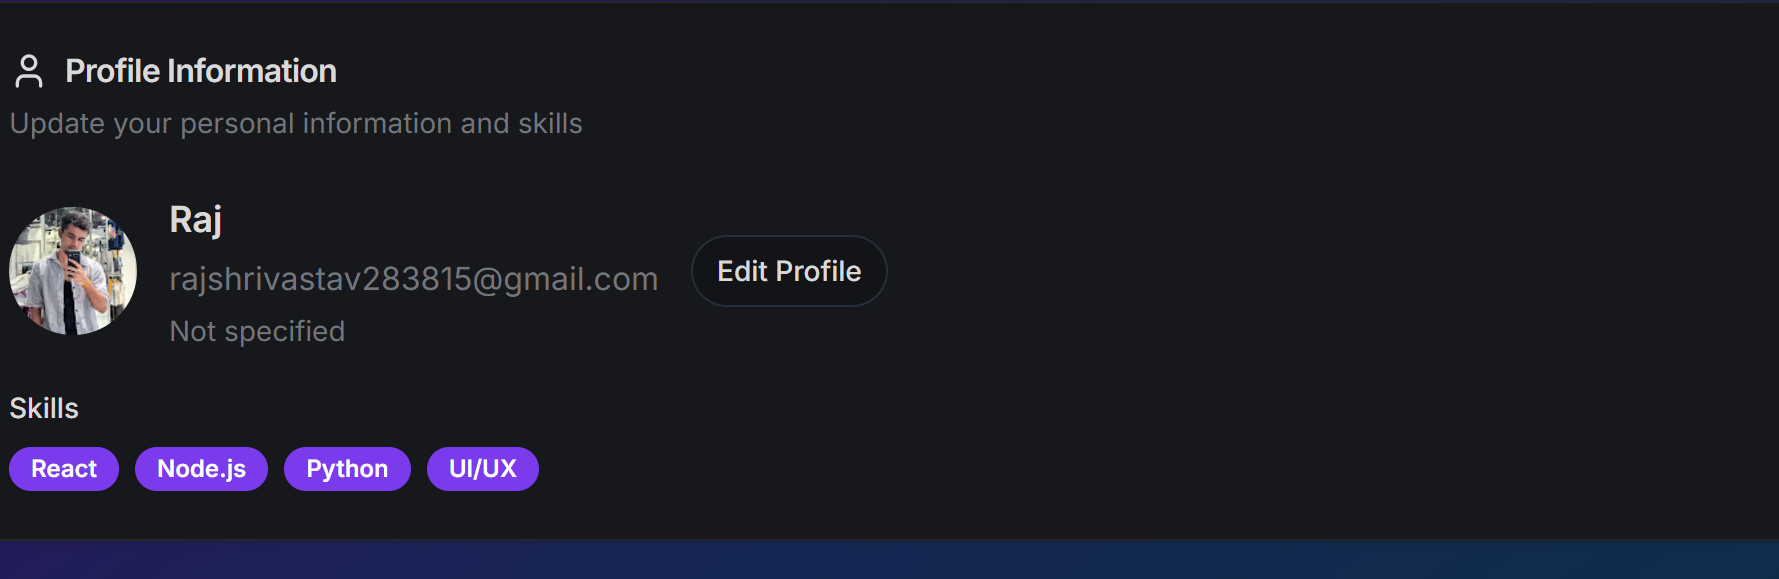 Profile Information
Update your personal information and skills
Raj
rajshrivastav283815@gmail.com
Edit Profile
Not specified
Skills
React Node.js Python UI/UX